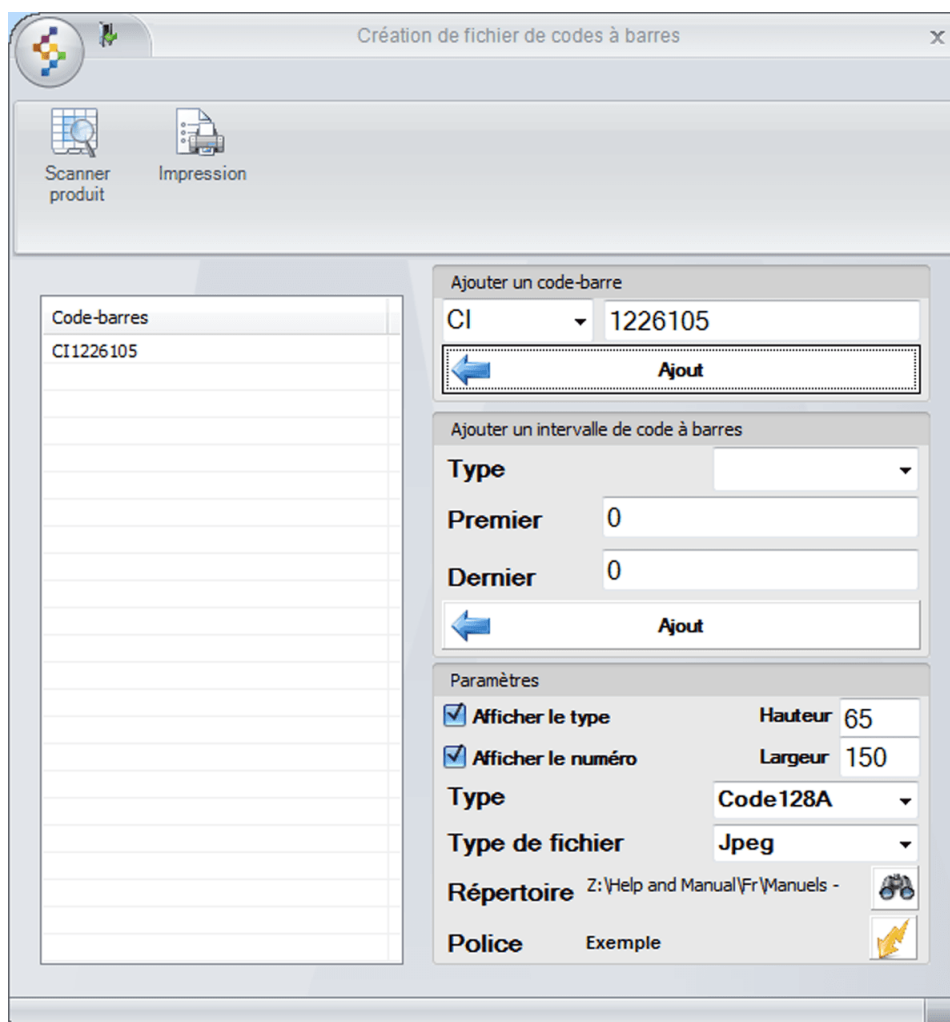 Création de fichier de codes à barres
Scanner
produit
Impression
Code-barres
CI1226105
Ajouter un code-barre
CI 1226105
Ajout
Ajouter un intervalle de code à barres
Type
Premier 0
Dernier 0
Ajout
Paramètres
Afficher le type Hauteur 65
Afficher le numéro Largeur 150
Type Code128A
Type de fichier Jpeg
Répertoire Z:\Help and Manual\Fr\Manuels -
Police Exemple